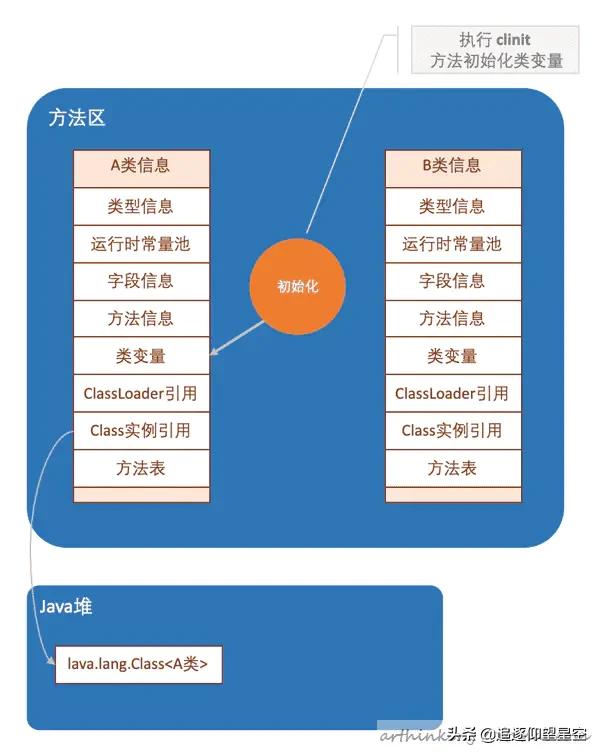 执行 clinit
方法初始化类变量
方法区
A类信息
类型信息
运行时常量池
字段信息
方法信息
类变量
ClassLoader引用
Class实例引用
方法表
初始化
B类信息
类型信息
运行时常量池
字段信息
方法信息
类变量
ClassLoader引用
Class实例引用
方法表
Java堆
lava.lang.Class<A类>
头条 @追逐仰望星空